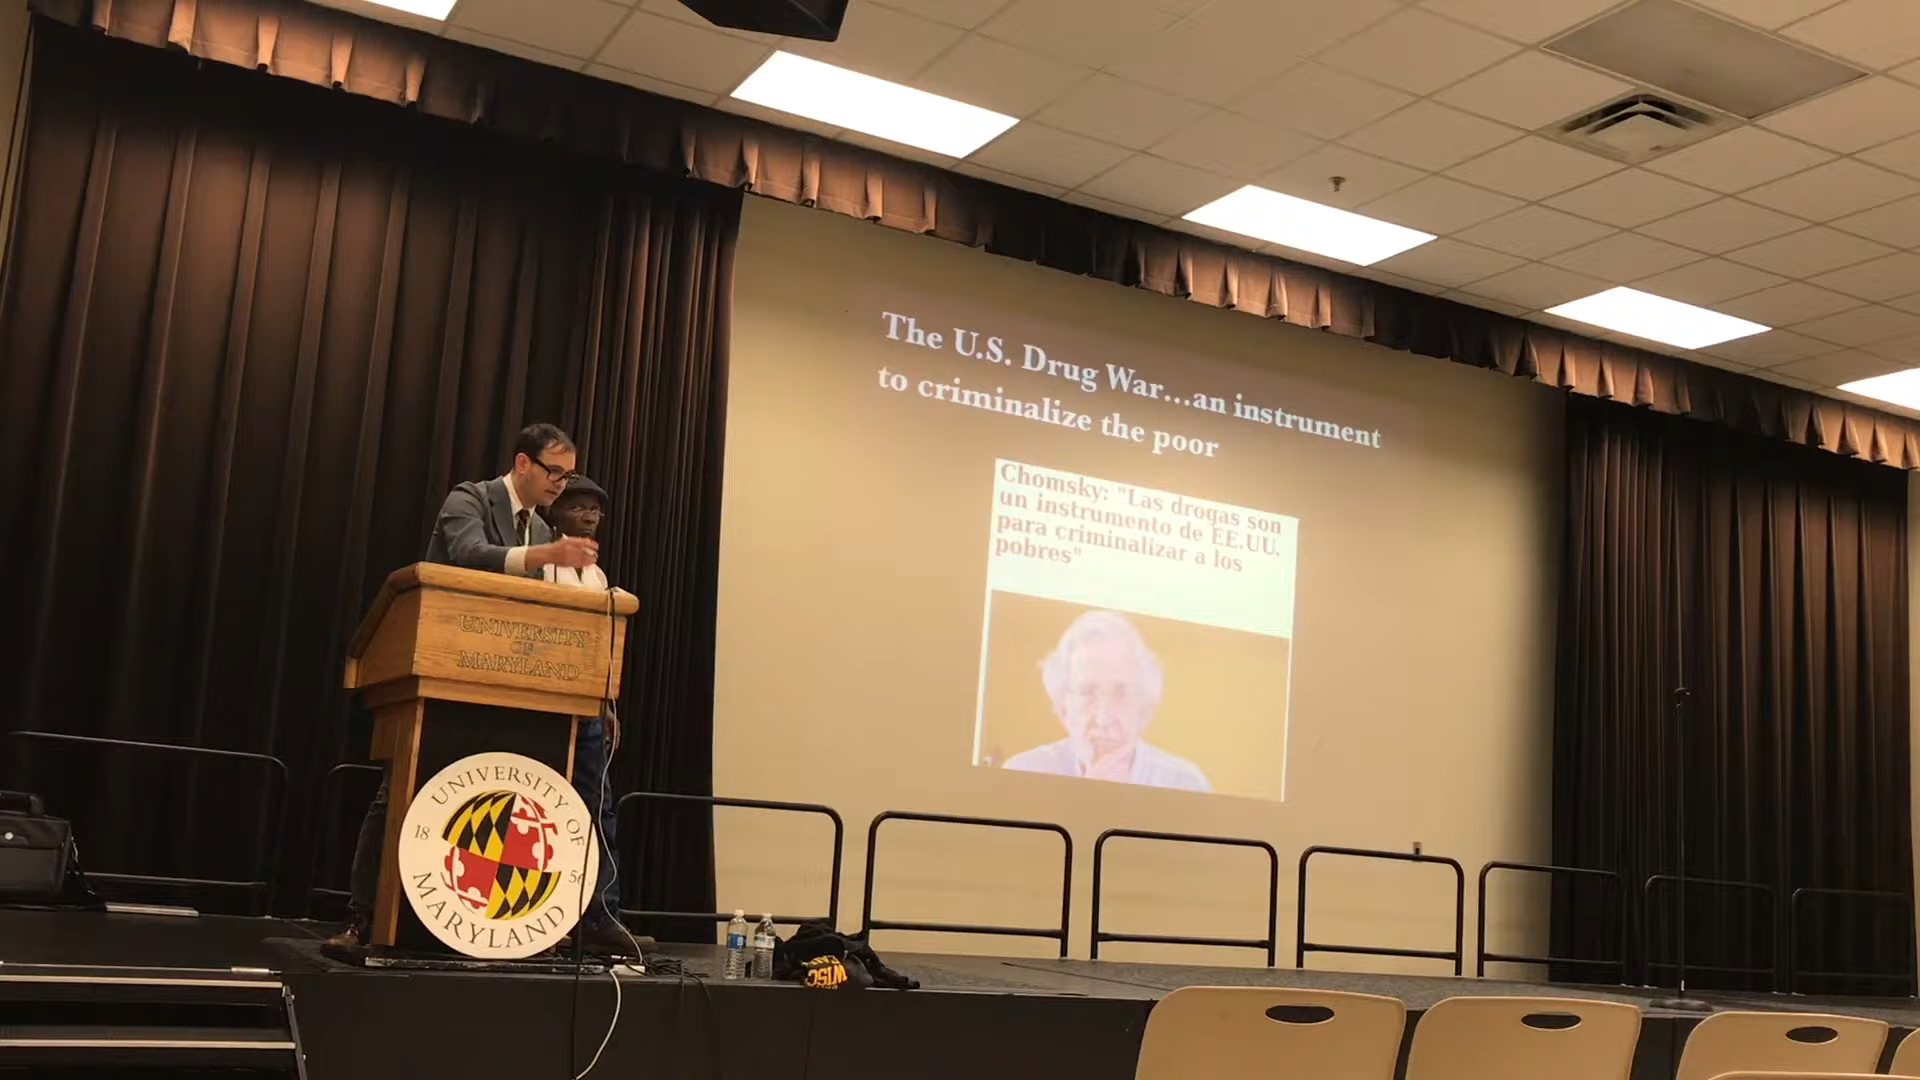 The U.S. Drug War...an instrument
to criminalize the poor
Chomsky: "Las drogas son
un instrumento de EE.UU.
para criminalizar a los
pobres"
UNIVERSITY
OF
MARYLAND
UNIVERSITY OF
18 56
MARYLAND